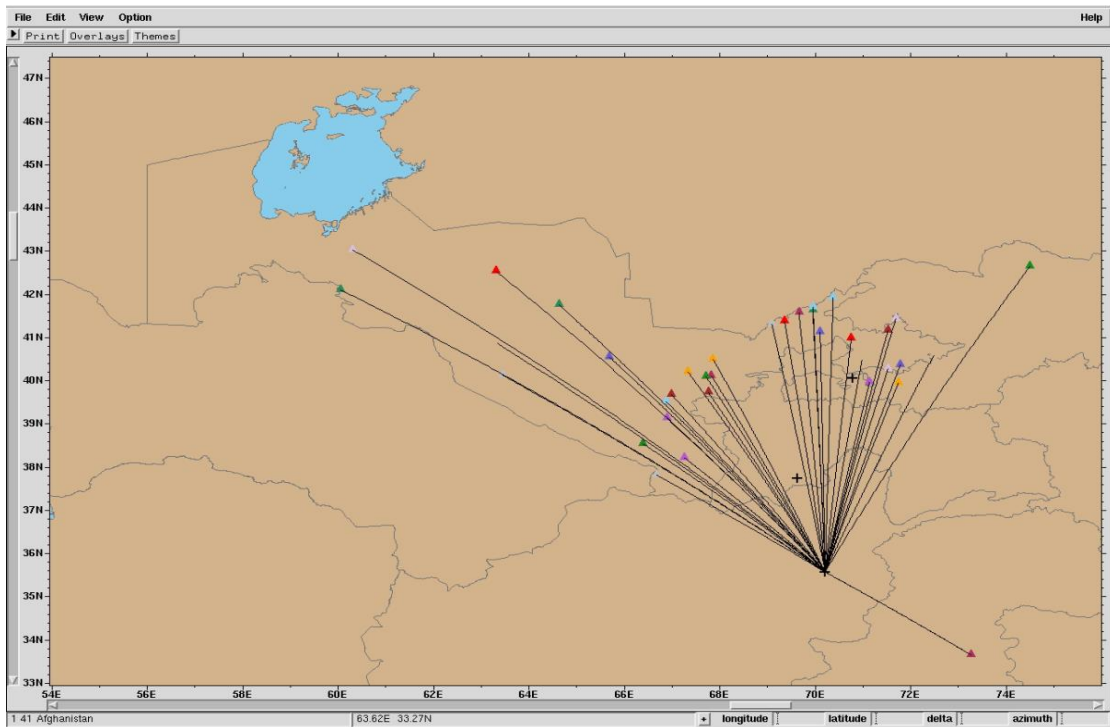 File Edit View Option Help
Print Overlays Themes
47N
46N
45N
44N
43N
42N
41N
40N
39N
38N
37N
36N
35N
34N
33N
54E 56E 58E 60E 62E 64E 66E 68E 70E 72E 74E
1 41 Afghanistan 63.62E 33.27N + longitude latitude delta azimuth